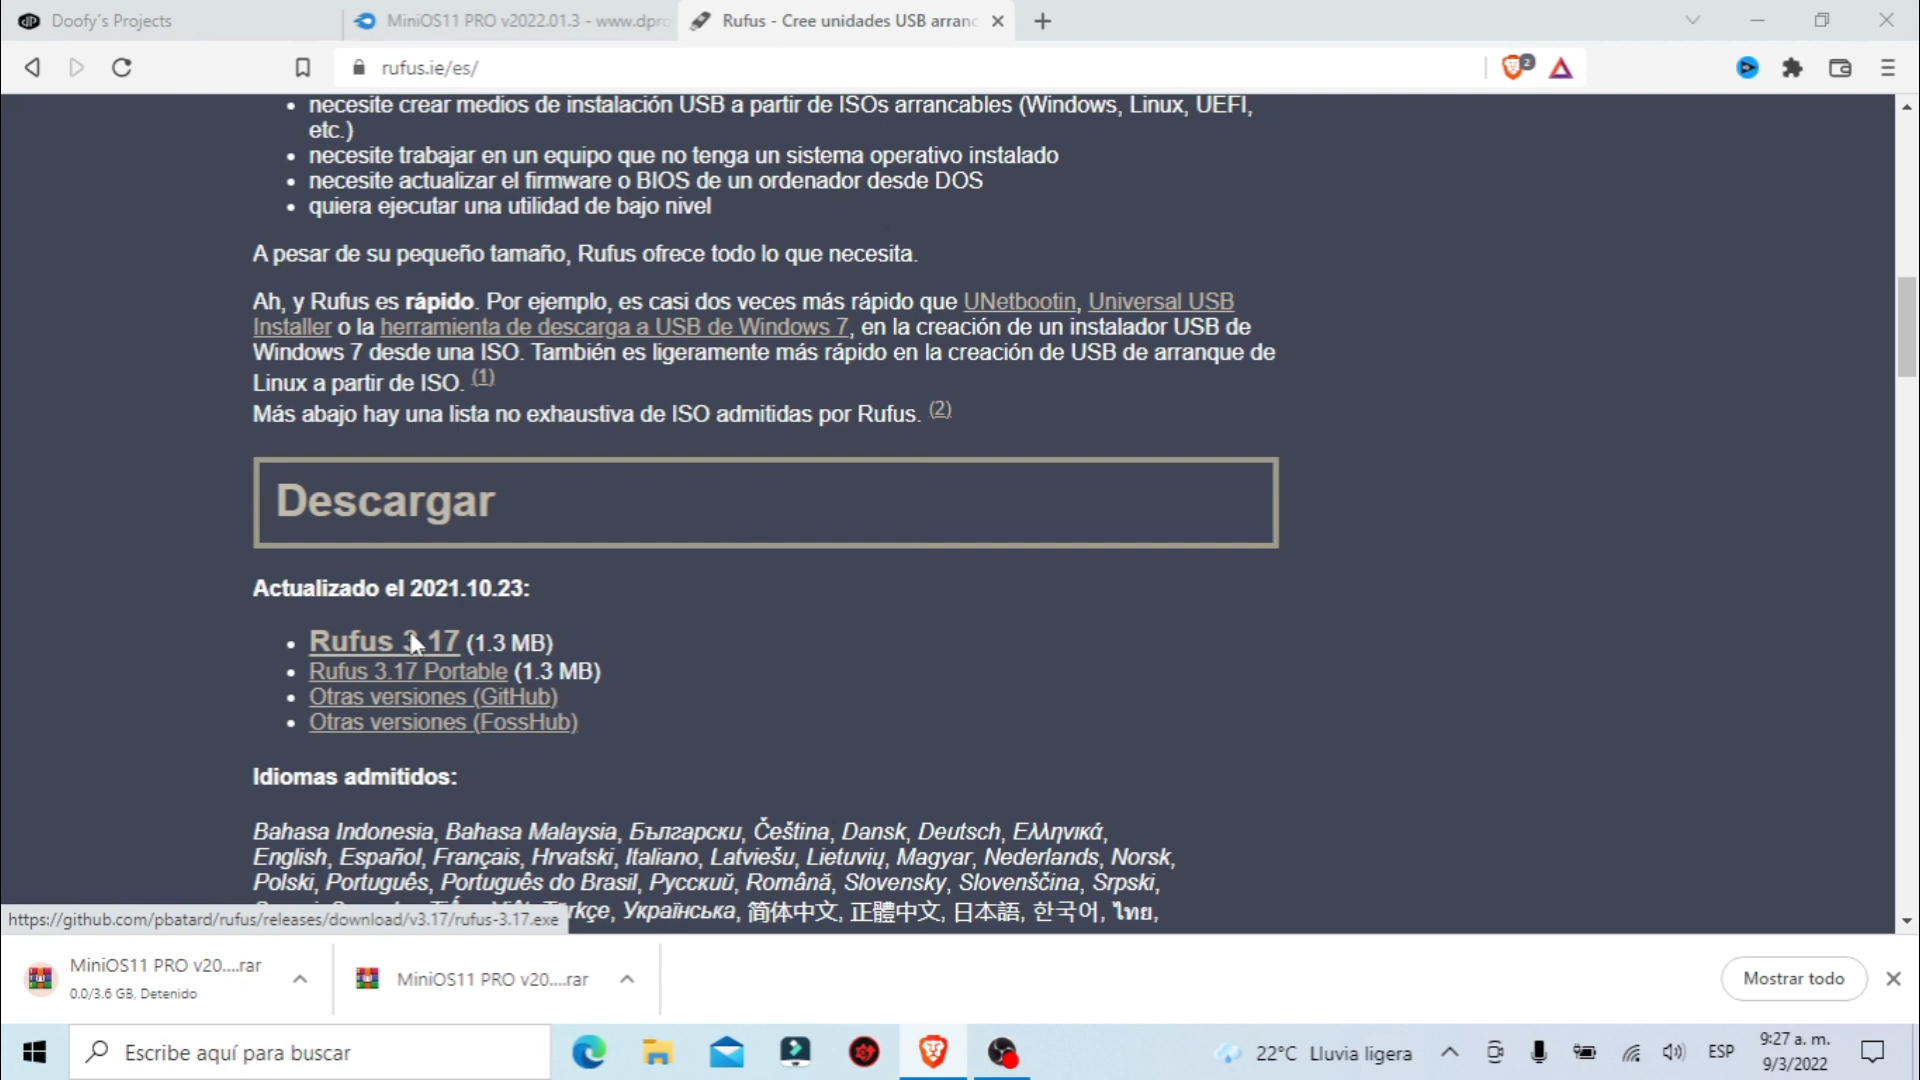 Doofy's Projects
MiniOS11 PRO v2022.01.3 - www.dpro
Rufus - Cree unidades USB arranc
rufus.ie/es/
2
necesite crear medios de instalación USB a partir de ISOs arrancables (Windows, Linux, UEFI,
etc.)
necesite trabajar en un equipo que no tenga un sistema operativo instalado
necesite actualizar el firmware o BIOS de un ordenador desde DOS
quiera ejecutar una utilidad de bajo nivel
A pesar de su pequeño tamaño, Rufus ofrece todo lo que necesita.
Ah, y Rufus es rápido. Por ejemplo, es casi dos veces más rápido que UNetbootin, Universal USB
Installer o la herramienta de descarga a USB de Windows 7, en la creación de un instalador USB de
Windows 7 desde una ISO. También es ligeramente más rápido en la creación de USB de arranque de
Linux a partir de ISO. (1)
Más abajo hay una lista no exhaustiva de ISO admitidas por Rufus. (2)
Descargar
Actualizado el 2021.10.23:
Rufus 3.17 (1.3 MB)
Rufus 3.17 Portable (1.3 MB)
Otras versiones (GitHub)
Otras versiones (FossHub)
Idiomas admitidos:
Bahasa Indonesia, Bahasa Malaysia, Български, Čeština, Dansk, Deutsch, Ελληνικά,
English, Español, Français, Hrvatski, Italiano, Latviešu, Lietuvių, Magyar, Nederlands, Norsk,
Polski, Português, Português do Brasil, Русский, Română, Slovensky, Slovenščina, Srpski,
Українська, 简体中文, 正體中文, 日本語, 한국어, ไทย,
https://github.com/pbatard/rufus/releases/download/v3.17/rufus-3.17.exe
MiniOS11 PRO v20....rar
0.0/3.6 GB, Detenido
MiniOS11 PRO v20....rar
Mostrar todo
Escribe aquí para buscar
22°C Lluvia ligera
ESP
9:27 a. m.
9/3/2022